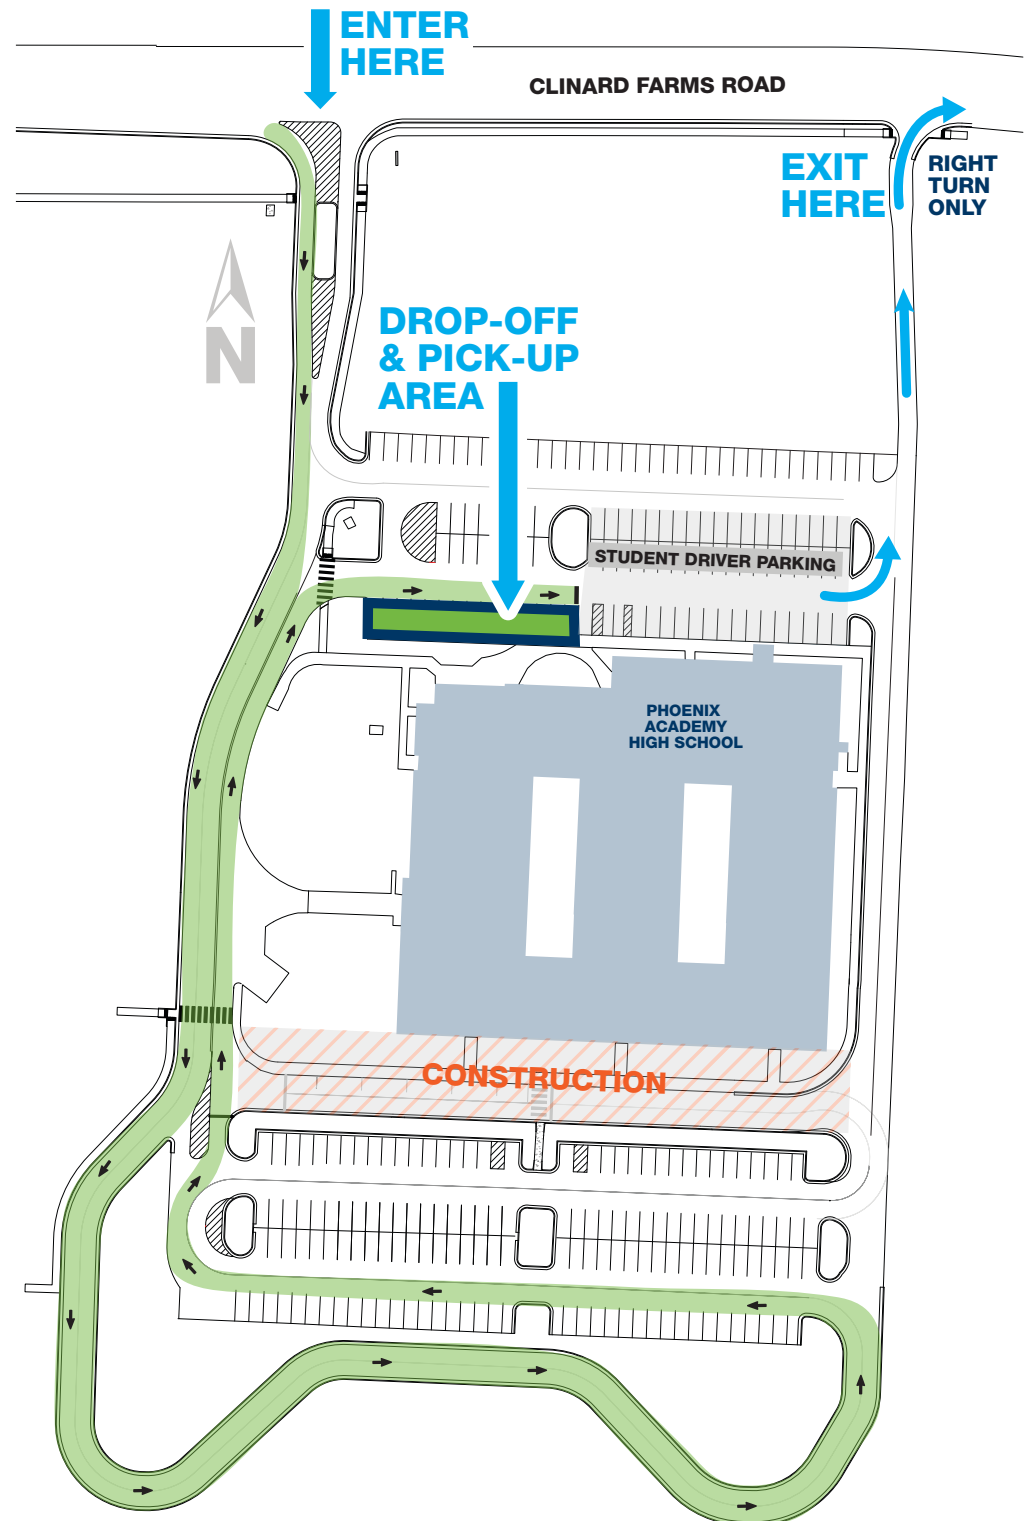 ENTER
HERE
CLINARD FARMS ROAD
EXIT
HERE
RIGHT
TURN
ONLY
N
DROP-OFF
& PICK-UP
AREA
STUDENT DRIVER PARKING
PHOENIX
ACADEMY
HIGH SCHOOL
CONSTRUCTION